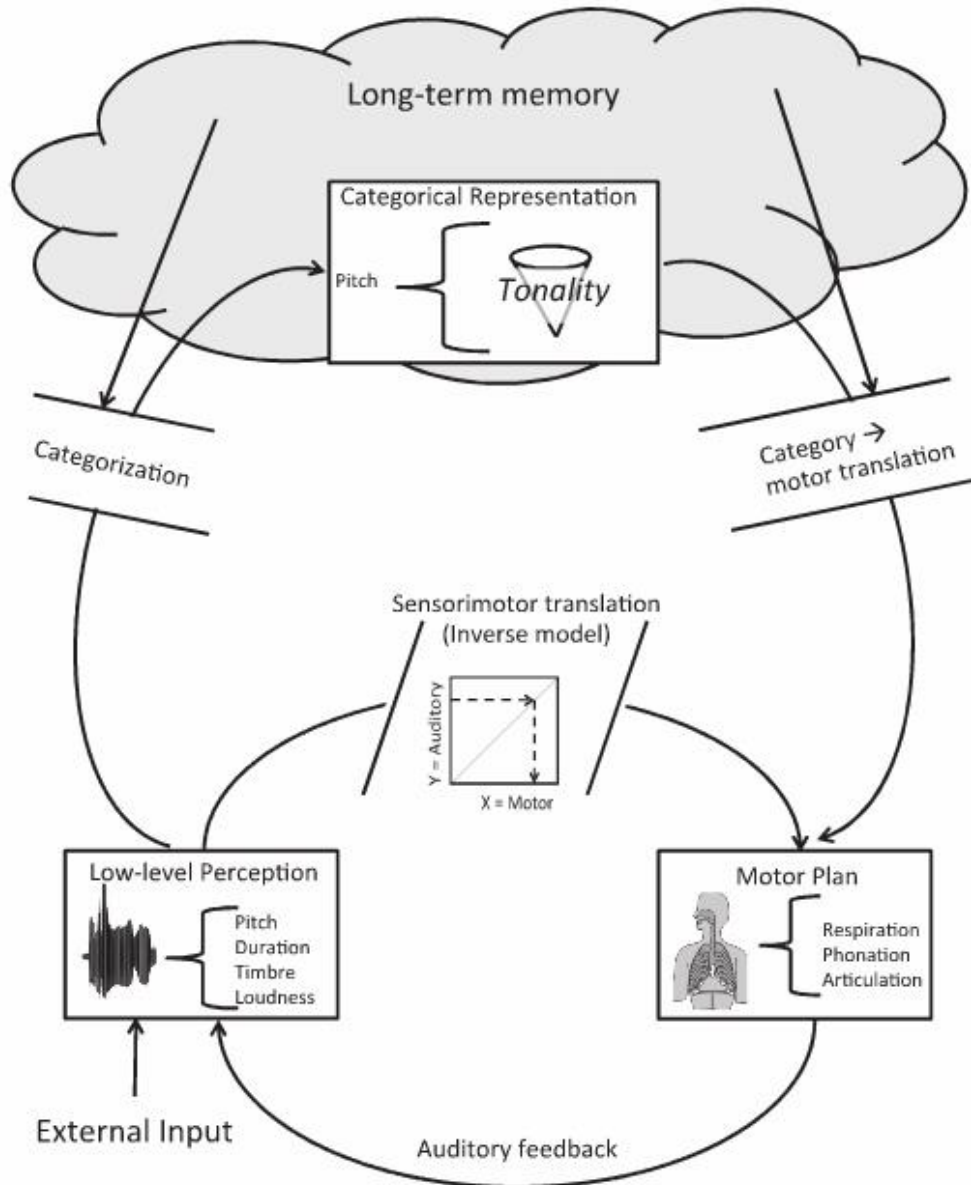 Long-term memory
Categorical Representation
Pitch
Tonality
Categorization
Category →
motor translation
Sensorimotor translation
(Inverse model)
Y = Auditory
X = Motor
Low-level Perception
Pitch
Duration
Timbre
Loudness
Motor Plan
Respiration
Phonation
Articulation
External Input
Auditory feedback